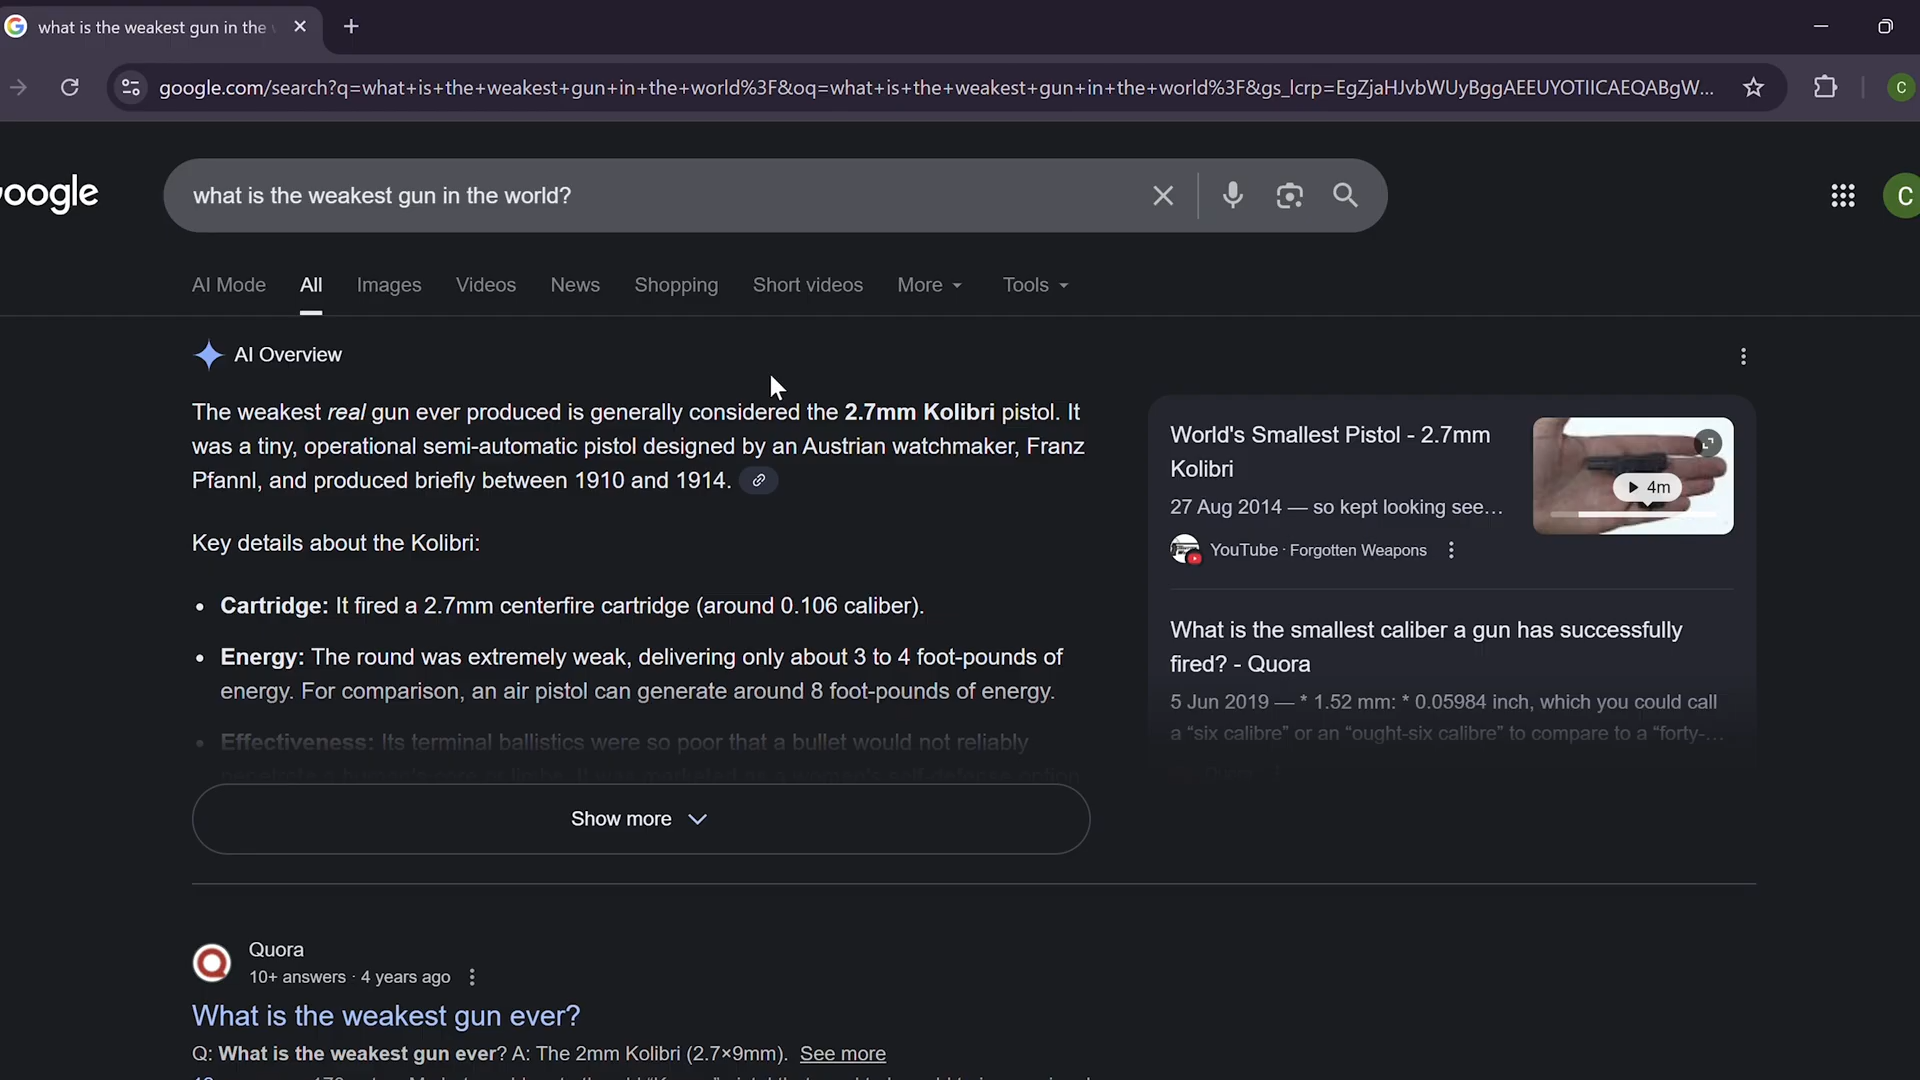 what is the weakest gun in the
google.com/search?q=what+is+the+weakest+gun+in+the+world%3F&oq=what+is+the+weakest+gun+in+the+world%3F&gs_lcrp=EgZjaHJvbWUyBggAEEUYOTIICAEQABgW...
C
oogle
what is the weakest gun in the world?
C
AI Mode All Images Videos News Shopping Short videos More Tools
AI Overview
The weakest real gun ever produced is generally considered the 2.7mm Kolibri pistol. It
was a tiny, operational semi-automatic pistol designed by an Austrian watchmaker, Franz
Pfannl, and produced briefly between 1910 and 1914.
Key details about the Kolibri:
• Cartridge: It fired a 2.7mm centerfire cartridge (around 0.106 caliber).
• Energy: The round was extremely weak, delivering only about 3 to 4 foot-pounds of
energy. For comparison, an air pistol can generate around 8 foot-pounds of energy.
• Effectiveness: Its terminal ballistics were so poor that a bullet would not reliably
Show more
World's Smallest Pistol - 2.7mm
Kolibri
27 Aug 2014 — so kept looking see...
YouTube · Forgotten Weapons
4m
What is the smallest caliber a gun has successfully
fired? - Quora
5 Jun 2019 — * 1.52 mm: * 0.05984 inch, which you could call
a “six calibre” or an “ought-six calibre” to compare to a “forty-...
Quora
Quora
10+ answers · 4 years ago
What is the weakest gun ever?
Q: What is the weakest gun ever? A: The 2mm Kolibri (2.7×9mm). See more